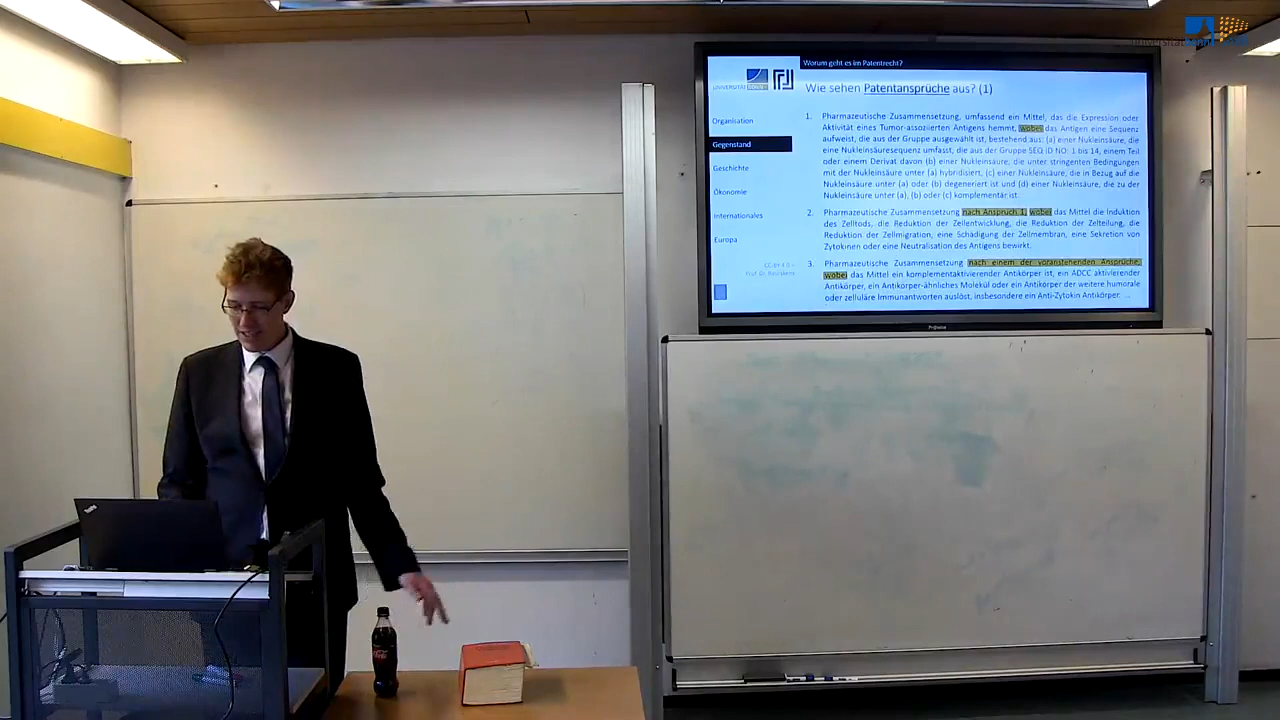 Worum geht es im Patentrecht?
Wie sehen Patentansprüche aus? (1)
Organisation
Gegenstand
Geschichte
Ökonomie
Internationales
Europa
1. Pharmazeutische Zusammensetzung, umfassend ein Mittel, das die Expression oder
Aktivität eines Tumor-assoziierten Antigens hemmt, wobei das Antigen eine Sequenz
aufweist, die aus der Gruppe ausgewählt ist, bestehend aus: (a) einer Nukleinsäure, die
eine Nukleinsäuresequenz umfasst, die aus der Gruppe SEQ ID NO: 1 bis 14, einem Teil
oder einem Derivat davon (b) einer Nukleinsäure, die unter stringenten Bedingungen
mit der Nukleinsäure unter (a) hybridisiert, (c) einer Nukleinsäure, die in Bezug auf die
Nukleinsäure unter (a) oder (b) degeneriert ist und (d) einer Nukleinsäure, die zu der
Nukleinsäure unter (a), (b) oder (c) komplementär ist.
2. Pharmazeutische Zusammensetzung nach Anspruch 1, wobei das Mittel die Induktion
des Zelltods, die Reduktion der Zellentwicklung, die Reduktion der Zellteilung, die
Reduktion der Zellmigration, eine Schädigung der Zellmembran, eine Sekretion von
Zytokinen oder eine Neutralisation des Antigens bewirkt.
3. Pharmazeutische Zusammensetzung nach einem der voranstehenden Ansprüche,
wobei das Mittel ein komplementaktivierender Antikörper ist, ein ADCC aktivierender
Antikörper, ein Antikörper-ähnliches Molekül oder ein Antikörper der weitere humorale
oder zelluläre Immunantworten auslöst, insbesondere ein Anti-Zytokin Antikörper. ...